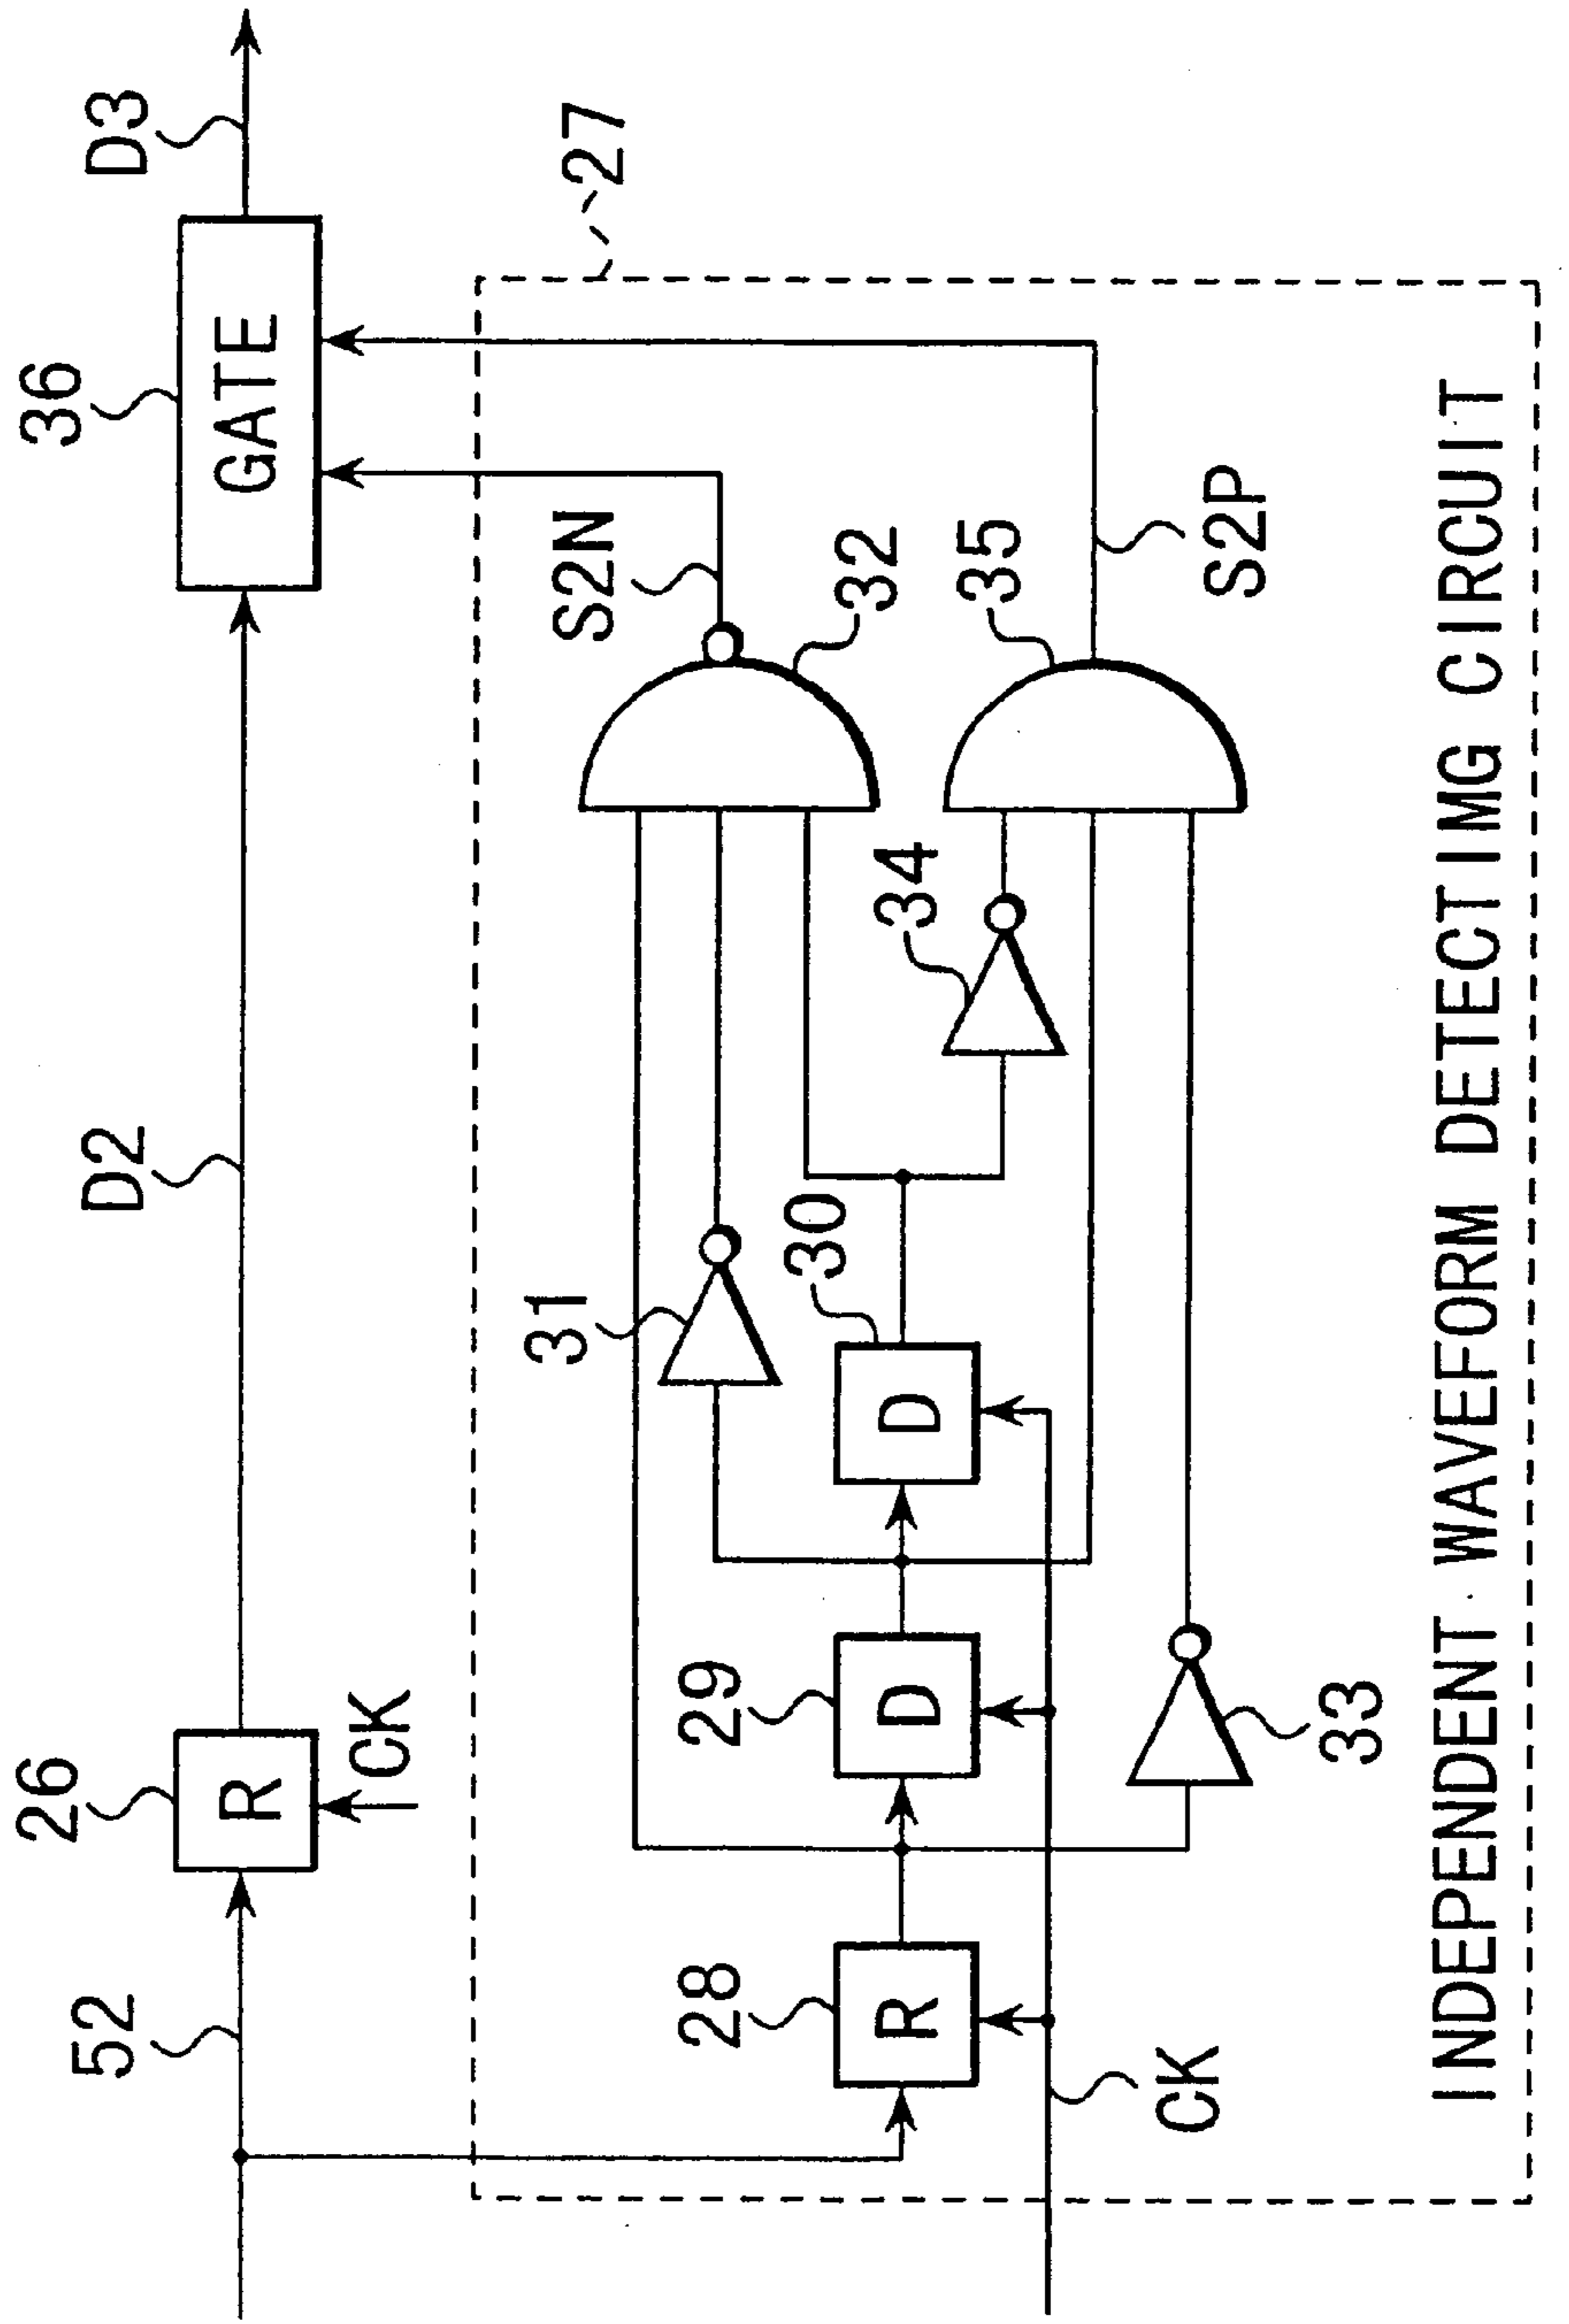 26
36
52
D2
D3
R
GATE
CK
31
S2N
27
28
29
30
32
R
D
D
34
35
CK
S2P
33
INDEPENDENT WAVEFORM DETECTIMG CIRCUIT